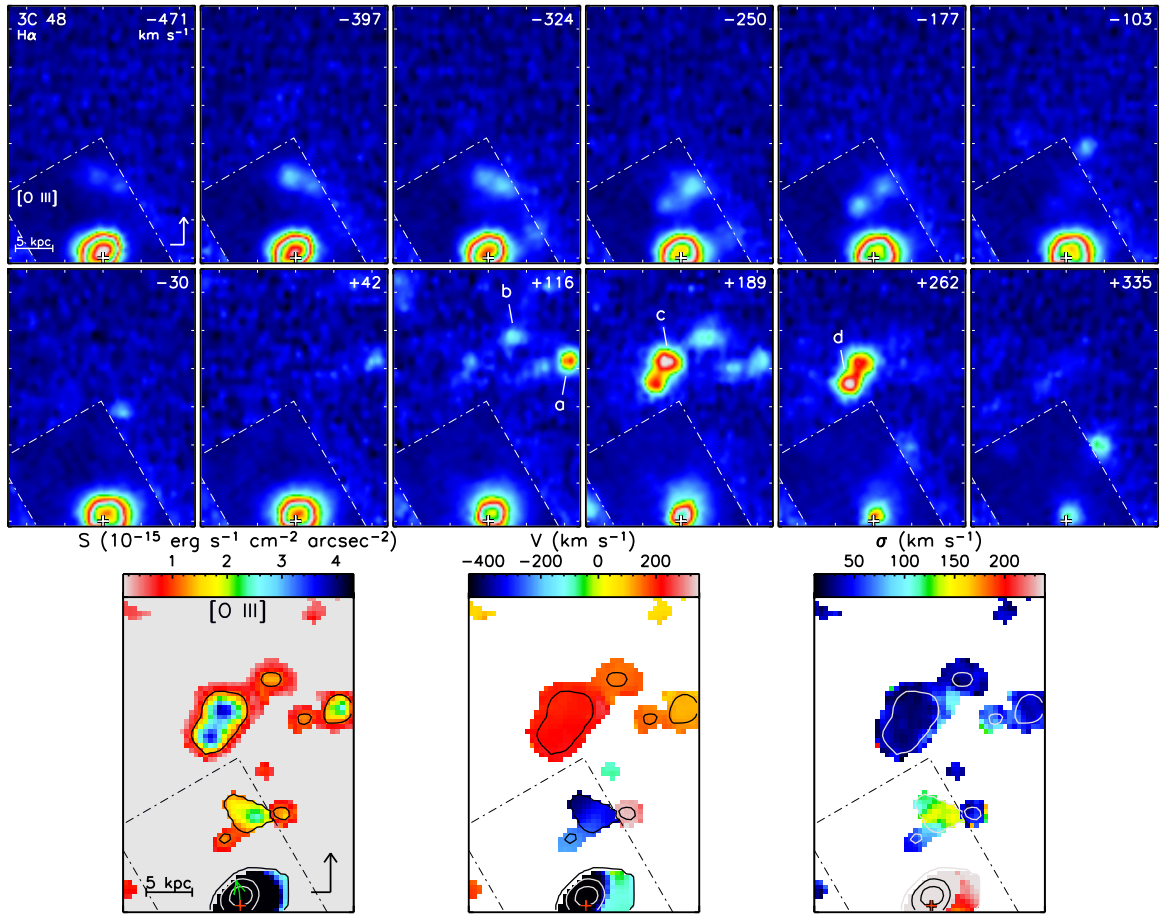 3C 48 −471
Hα km s⁻¹
−397
−324
−250
−177
−103
[O III]
5 kpc
−30
+42
+116
+189
+262
+335
b
a
c
d
S (10⁻¹⁵ erg s⁻¹ cm⁻² arcsec⁻²)
V (km s⁻¹)
σ (km s⁻¹)
1 2 3 4
−400 −200 0 200
50 100 150 200
[O III]
5 kpc